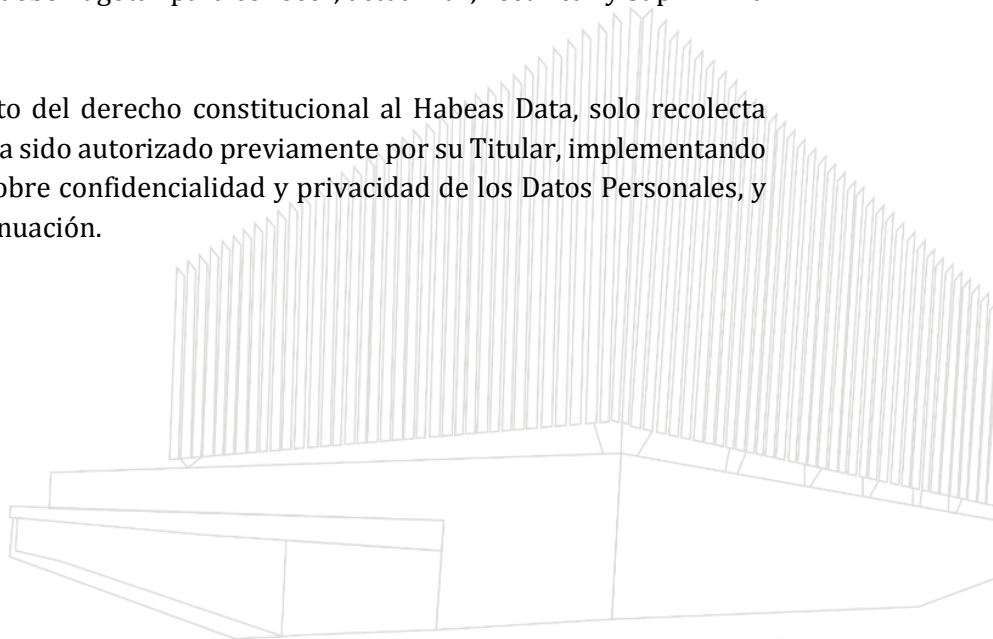 to del derecho constitucional al Habeas Data, solo recolecta
a sido autorizado previamente por su Titular, implementando
obre confidencialidad y privacidad de los Datos Personales, y
nuación.